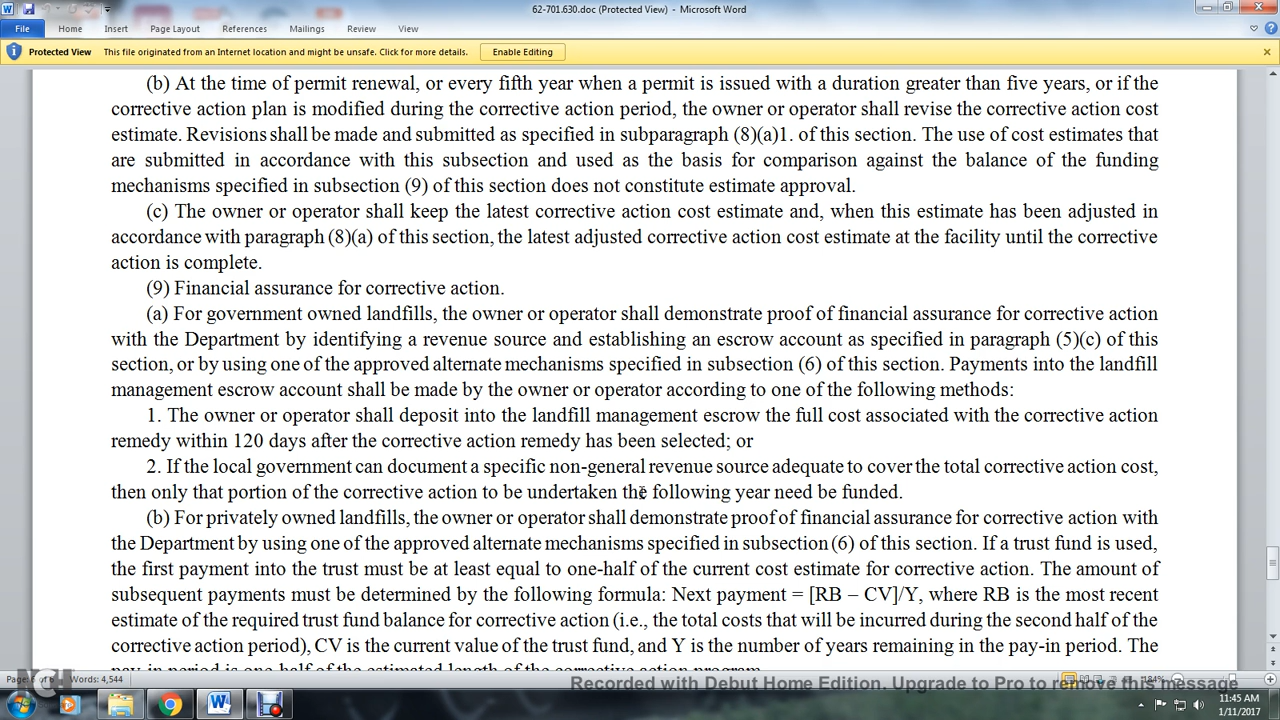 62-701.630.doc (Protected View) - Microsoft Word
File Home Insert Page Layout References Mailings Review View
Protected View This file originated from an Internet location and might be unsafe. Click for more details. Enable Editing
(b) At the time of permit renewal, or every fifth year when a permit is issued with a duration greater than five years, or if the
corrective action plan is modified during the corrective action period, the owner or operator shall revise the corrective action cost
estimate. Revisions shall be made and submitted as specified in subparagraph (8)(a)1. of this section. The use of cost estimates that
are submitted in accordance with this subsection and used as the basis for comparison against the balance of the funding
mechanisms specified in subsection (9) of this section does not constitute estimate approval.
(c) The owner or operator shall keep the latest corrective action cost estimate and, when this estimate has been adjusted in
accordance with paragraph (8)(a) of this section, the latest adjusted corrective action cost estimate at the facility until the corrective
action is complete.
(9) Financial assurance for corrective action.
(a) For government owned landfills, the owner or operator shall demonstrate proof of financial assurance for corrective action
with the Department by identifying a revenue source and establishing an escrow account as specified in paragraph (5)(c) of this
section, or by using one of the approved alternate mechanisms specified in subsection (6) of this section. Payments into the landfill
management escrow account shall be made by the owner or operator according to one of the following methods:
1. The owner or operator shall deposit into the landfill management escrow the full cost associated with the corrective action
remedy within 120 days after the corrective action remedy has been selected; or
2. If the local government can document a specific non-general revenue source adequate to cover the total corrective action cost,
then only that portion of the corrective action to be undertaken the following year need be funded.
(b) For privately owned landfills, the owner or operator shall demonstrate proof of financial assurance for corrective action with
the Department by using one of the approved alternate mechanisms specified in subsection (6) of this section. If a trust fund is used,
the first payment into the trust must be at least equal to one-half of the current cost estimate for corrective action. The amount of
subsequent payments must be determined by the following formula: Next payment = [RB – CV]/Y, where RB is the most recent
estimate of the required trust fund balance for corrective action (i.e., the total costs that will be incurred during the second half of the
corrective action period), CV is the current value of the trust fund, and Y is the number of years remaining in the pay-in period. The
pay-in period is one-half of the estimated length of the corrective action program.
Page: 6 of 6 Words: 4,544 184%
NCH Recorded with Debut Home Edition. Upgrade to Pro to remove this message
11:45 AM
1/11/2017